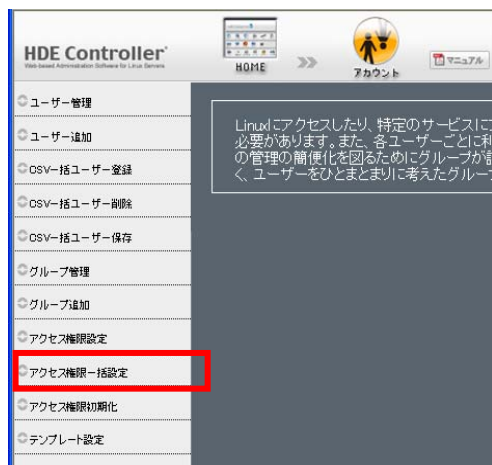 HDE Controller
Web-based Administration Software for Linux Servers
HOME
アカウント
マニュアル
ユーザー管理
ユーザー追加
CSV一括ユーザー登録
CSV一括ユーザー削除
CSV一括ユーザー保存
グループ管理
グループ追加
アクセス権限設定
アクセス権限一括設定
アクセス権限初期化
テンプレート設定
Linuxにアクセスしたり、特定のサービスに
必要があります。また、各ユーザーごとに利
の管理の簡便化を図るためにグループが
く、ユーザーをひとまとまりに考えたグルー